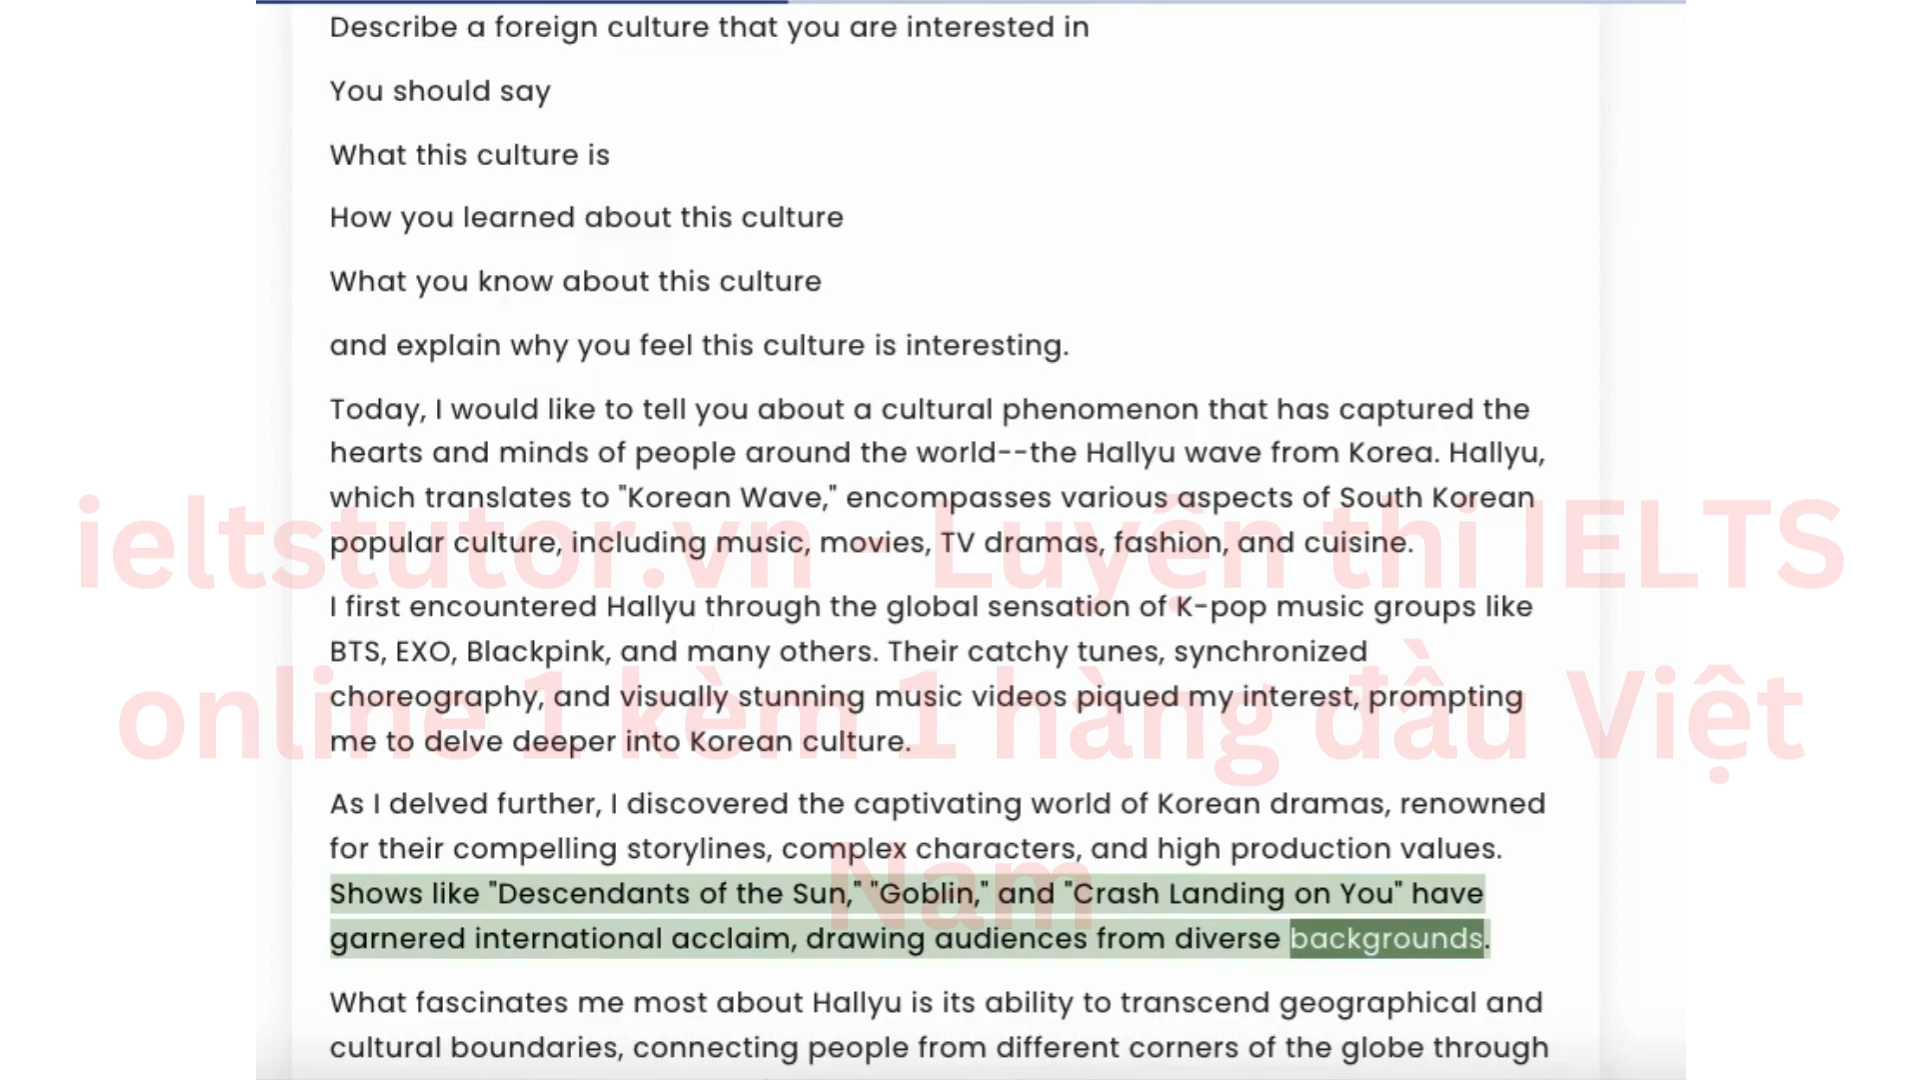 Describe a foreign culture that you are interested in
You should say
What this culture is
How you learned about this culture
What you know about this culture
and explain why you feel this culture is interesting.
Today, I would like to tell you about a cultural phenomenon that has captured the
hearts and minds of people around the world--the Hallyu wave from Korea. Hallyu,
which translates to "Korean Wave," encompasses various aspects of South Korean
popular culture, including music, movies, TV dramas, fashion, and cuisine.
I first encountered Hallyu through the global sensation of K-pop music groups like
BTS, EXO, Blackpink, and many others. Their catchy tunes, synchronized
choreography, and visually stunning music videos piqued my interest, prompting
me to delve deeper into Korean culture.
As I delved further, I discovered the captivating world of Korean dramas, renowned
for their compelling storylines, complex characters, and high production values.
Shows like "Descendants of the Sun," "Goblin," and "Crash Landing on You" have
garnered international acclaim, drawing audiences from diverse backgrounds.
What fascinates me most about Hallyu is its ability to transcend geographical and
cultural boundaries, connecting people from different corners of the globe through
ieltstutor.vn - Luyện thi IELTS
online 1 kèm 1 hàng đầu Việt
Nam